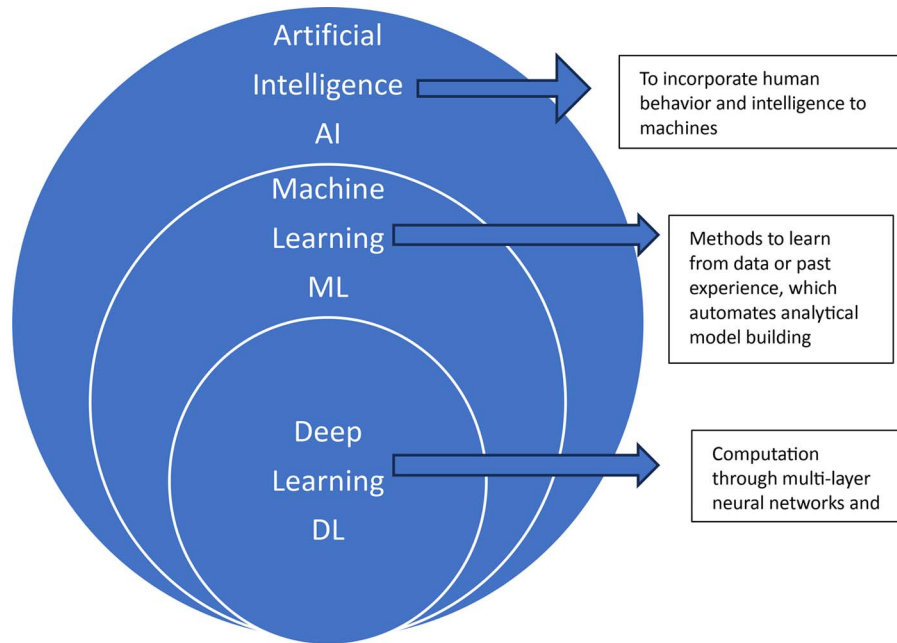 Artificial
Intelligence
AI
To incorporate human
behavior and intelligence to
machines
Machine
Learning
ML
Methods to learn
from data or past
experience, which
automates analytical
model building
Deep
Learning
DL
Computation
through multi-layer
neural networks and